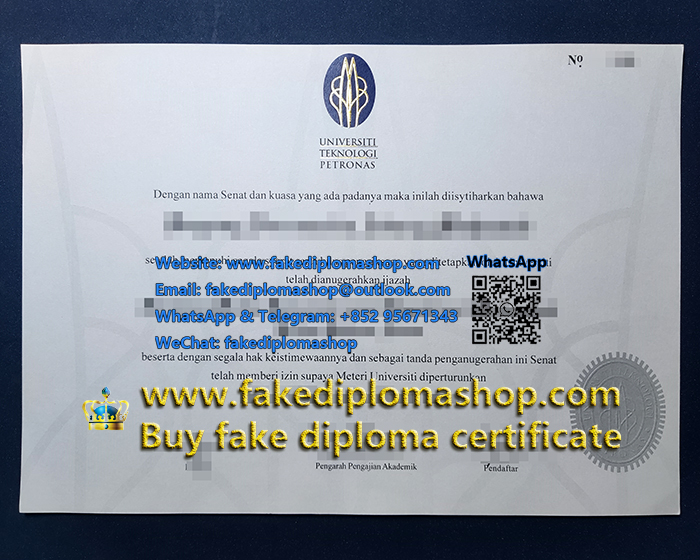 Nº
UNIVERSITI
TEKNOLOGI
PETRONAS
Dengan nama Senat dan kuasa yang ada padanya maka inilah diisytiharkan bahawa
Website: www.fakediplomashop.com
WhatsApp
telah dianugerahkan ijazah
Email: fakediplomashop@outlook.com
WhatsApp & Telegram: +852 95671343
WeChat: fakediplomashop
beserta dengan segala hak keistimewaannya dan sebagai tanda penganugerahan ini Senat
telah memberi izin supaya Meteri Universiti diperturunkan
www.fakediplomashop.com
Buy fake diploma certificate
Pengarah Pengajian Akademik
Pendaftar